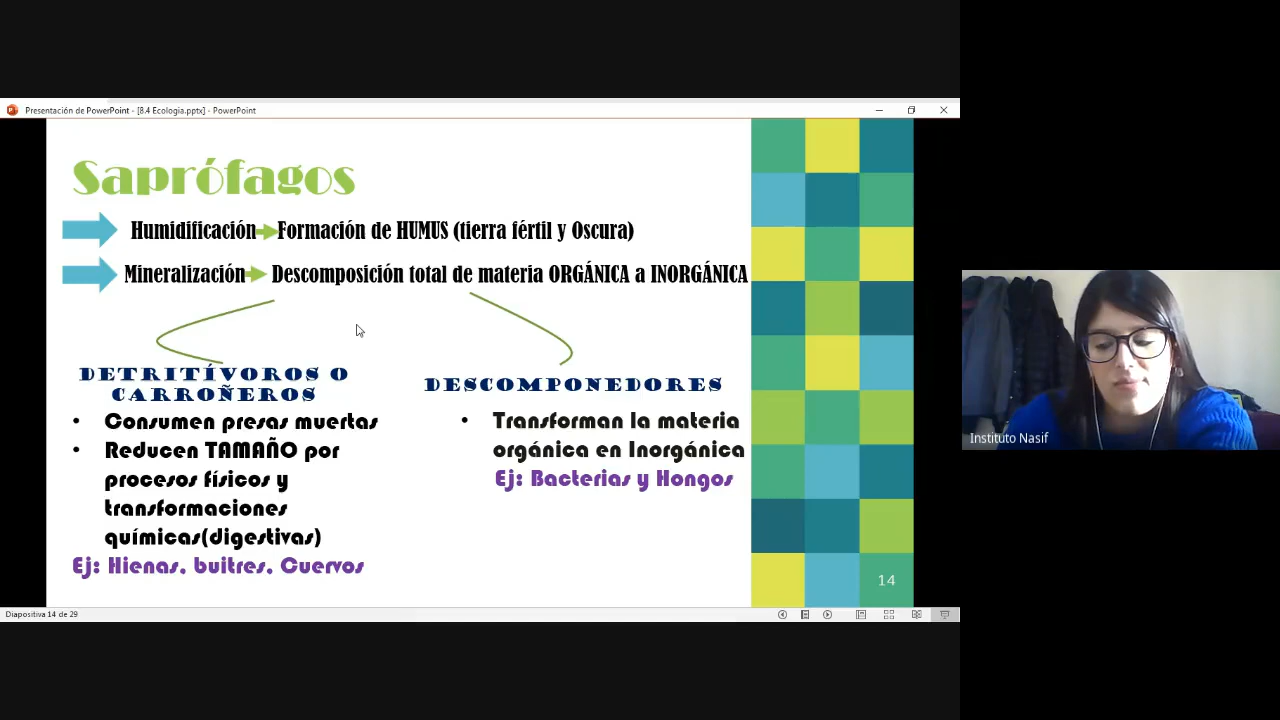 Presentación de PowerPoint - [8.4 Ecologia.pptx] - PowerPoint
Saprófagos
Humidificación Formación de HUMUS (tierra fértil y Oscura)
Mineralización Descomposición total de materia ORGÁNICA a INORGÁNICA
DETRITÍVOROS O
CARROÑEROS
• Consumen presas muertas
• Reducen TAMAÑO por
procesos físicos y
transformaciones
químicas(digestivas)
Ej: Hienas, buitres, Cuervos
DESCOMPONEDORES
• Transforman la materia
orgánica en Inorgánica
Ej: Bacterias y Hongos
14
Diapositiva 14 de 29
Instituto Nasif